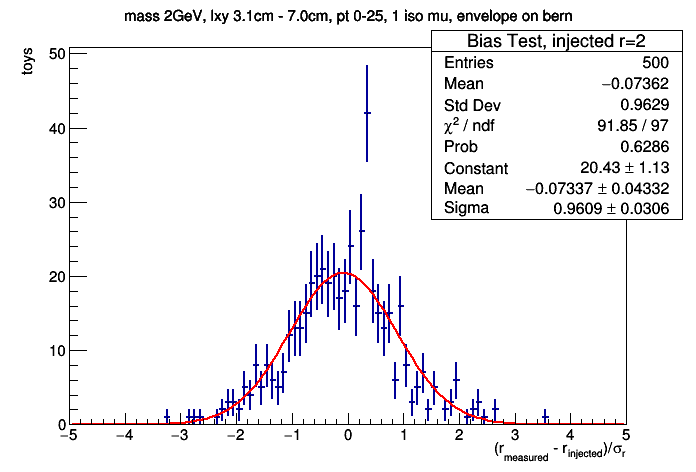 mass 2GeV, lxy 3.1cm - 7.0cm, pt 0-25, 1 iso mu, envelope on bern
Bias Test, injected r=2
Entries 500
Mean −0.07362
Std Dev 0.9629
χ² / ndf 91.85 / 97
Prob 0.6286
Constant 20.43 ± 1.13
Mean −0.07337 ± 0.04332
Sigma 0.9609 ± 0.0306
toys
50
40
30
20
10
0
−5 −4 −3 −2 −1 0 1 2 3 4 5
(r_measured - r_injected)/σ_r